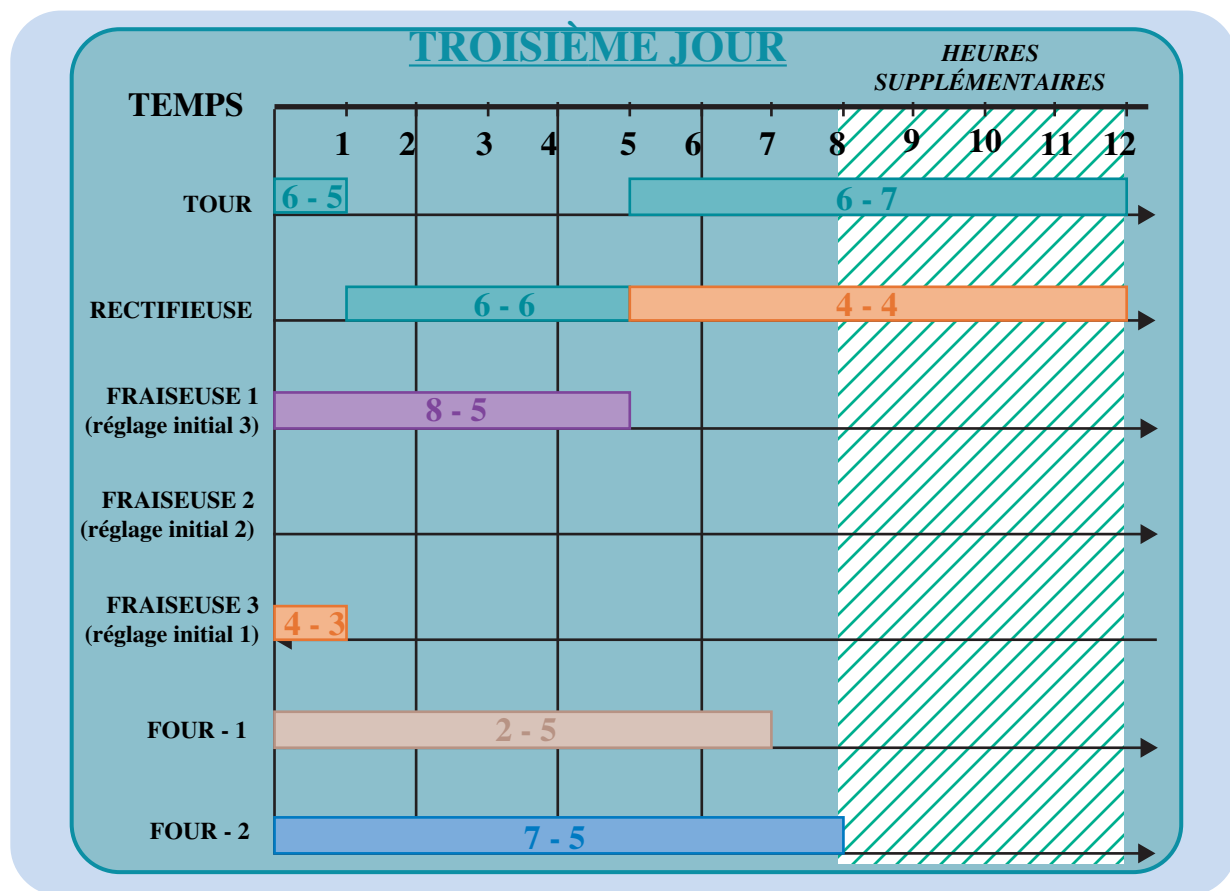 TROISIÈME JOUR
HEURES
SUPPLÉMENTAIRES
TEMPS
1 2 3 4 5 6 7 8 9 10 11 12
TOUR
6 - 5
6 - 7
RECTIFIEUSE
6 - 6
4 - 4
FRAISEUSE 1
(réglage initial 3)
8 - 5
FRAISEUSE 2
(réglage initial 2)
FRAISEUSE 3
(réglage initial 1)
4 - 3
FOUR - 1
2 - 5
FOUR - 2
7 - 5